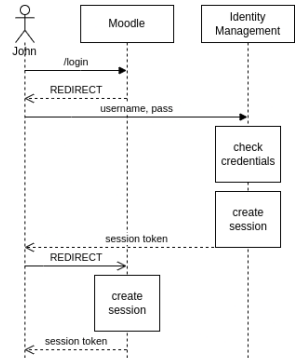 John
Moodle
Identity
Management
/login
REDIRECT
username, pass
check
credentials
create
session
session token
REDIRECT
create
session
session token